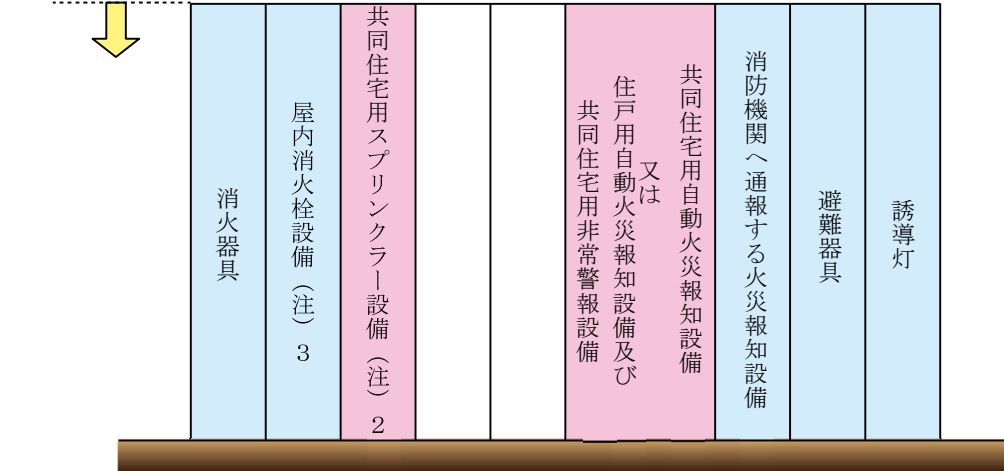 消火器具
屋内消火栓設備（注）３
共同住宅用スプリンクラー設備（注）２
共同住宅用自動火災報知設備
又は
住戸用自動火災報知設備及び
共同住宅用非常警報設備
消防機関へ通報する火災報知設備
避難器具
誘導灯